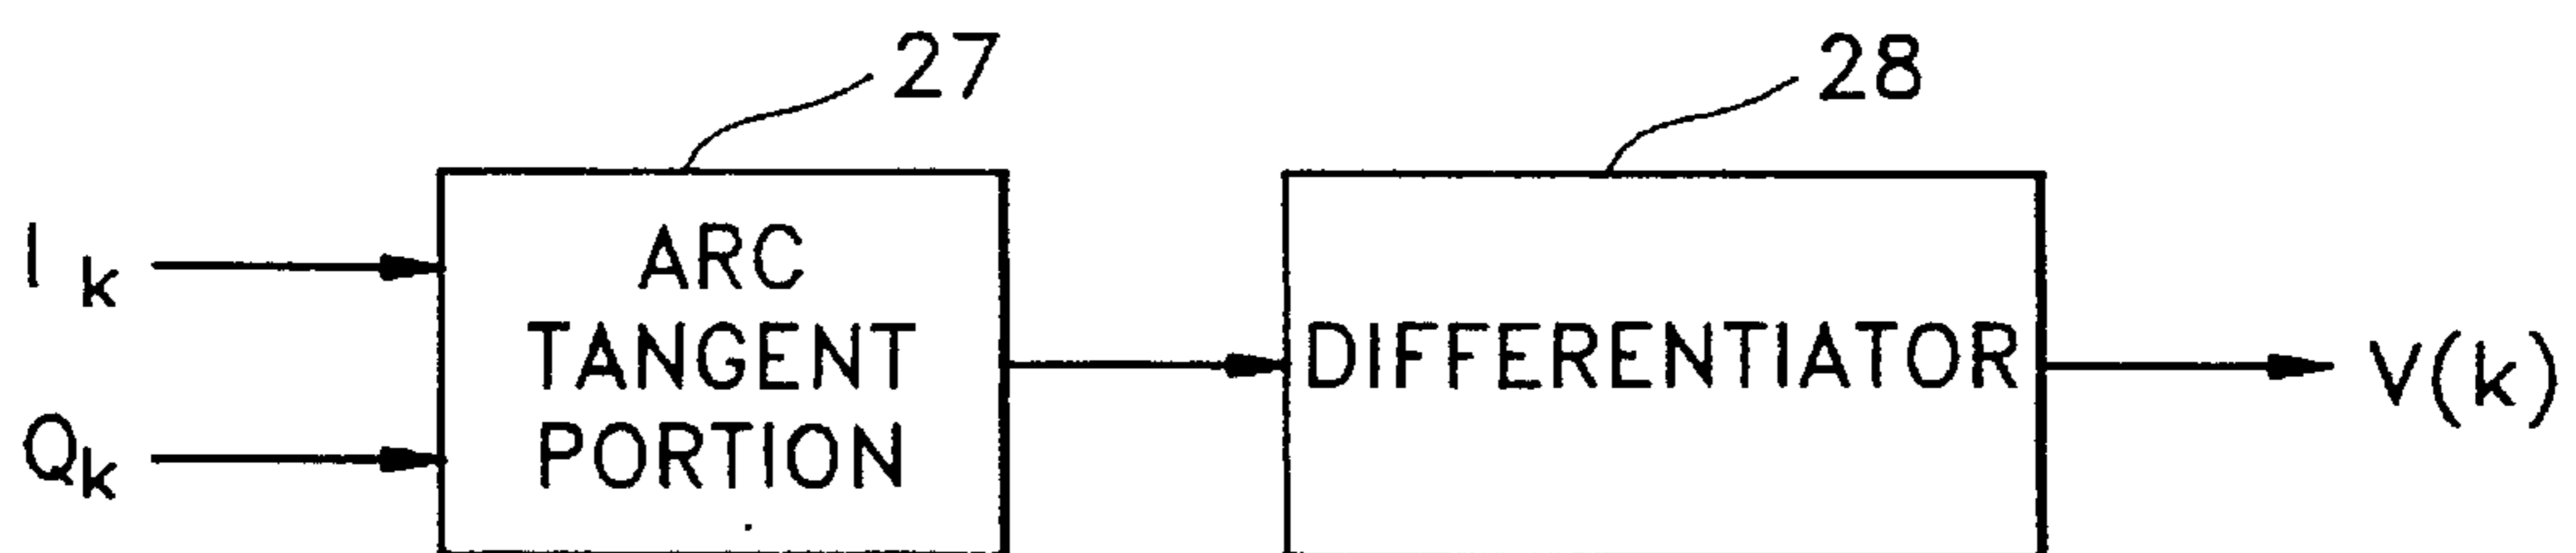 27
28
I k
ARC
TANGENT
PORTION
Qk
DIFFERENTIATOR
V(k)